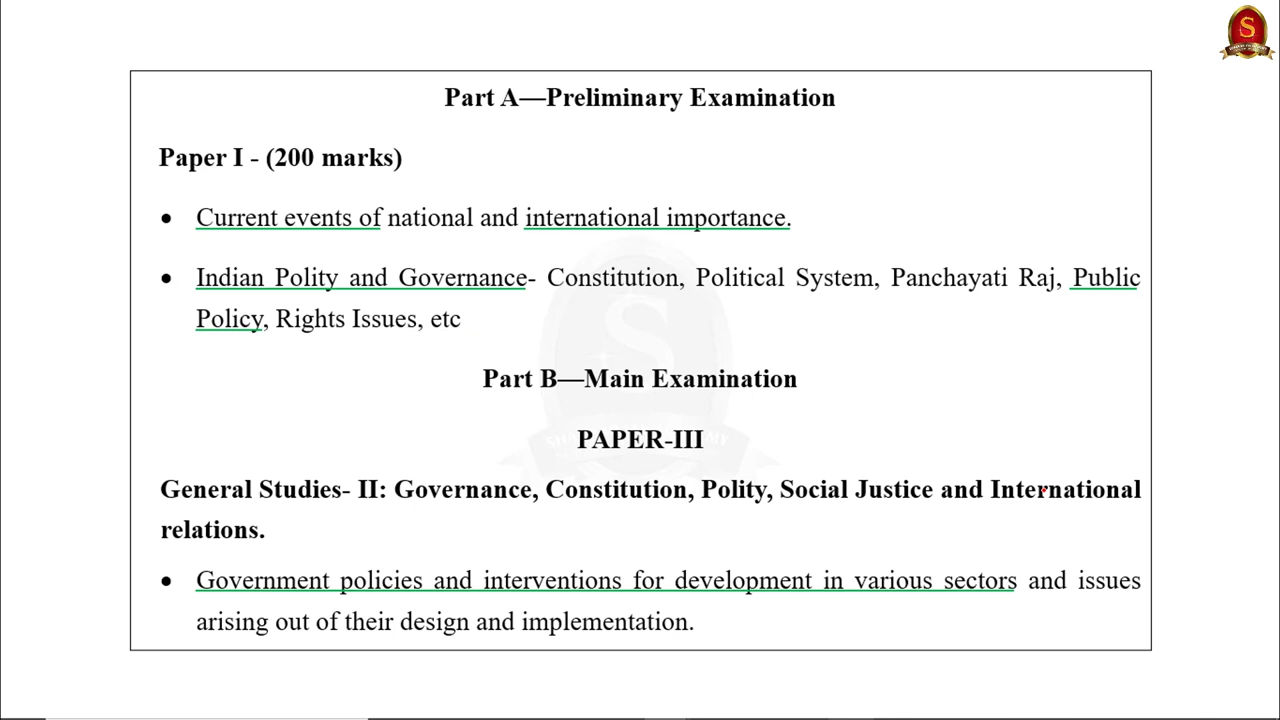 S
Part A—Preliminary Examination
Paper I - (200 marks)
• Current events of national and international importance.
• Indian Polity and Governance- Constitution, Political System, Panchayati Raj, Public
Policy, Rights Issues, etc
Part B—Main Examination
PAPER-III
General Studies- II: Governance, Constitution, Polity, Social Justice and International
relations.
• Government policies and interventions for development in various sectors and issues
arising out of their design and implementation.